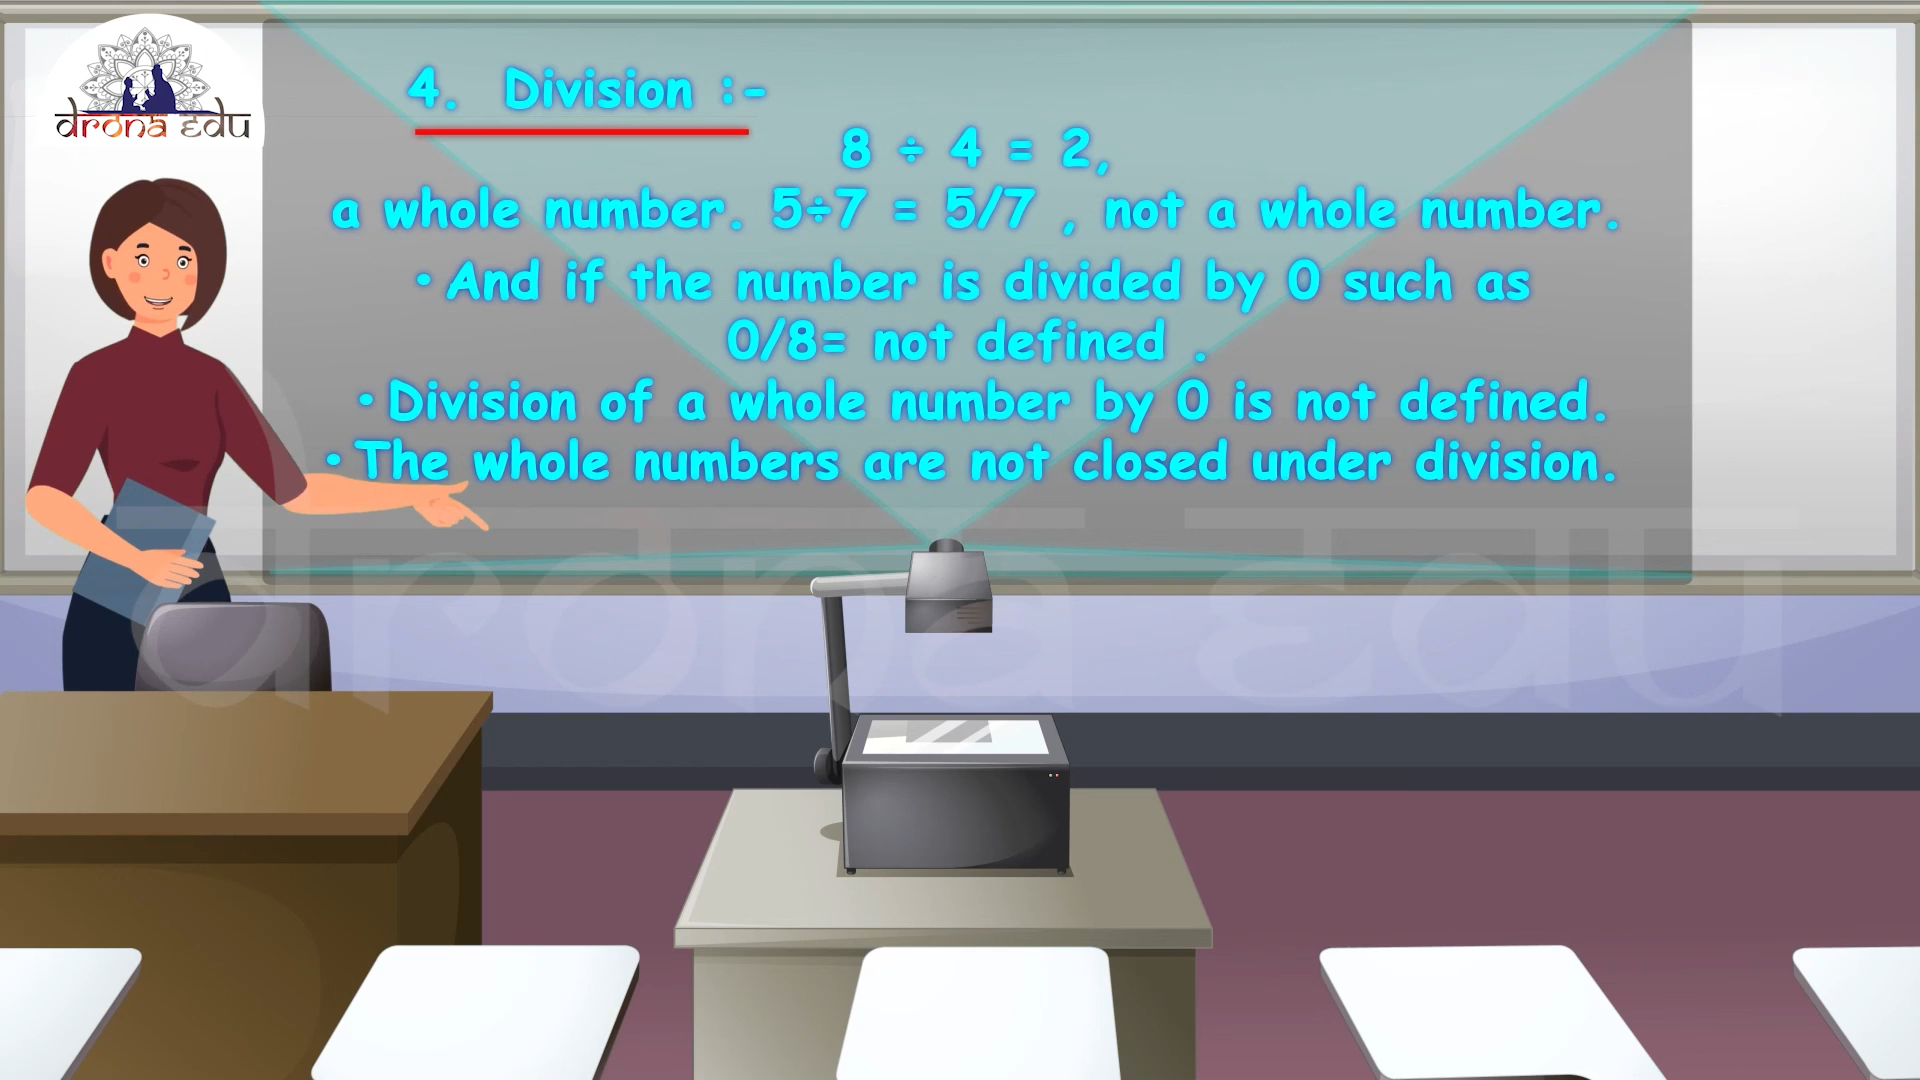 drona edu
4. Division :-
8 ÷ 4 = 2,
a whole number. 5÷7 = 5/7 , not a whole number.
• And if the number is divided by 0 such as
0/8= not defined .
• Division of a whole number by 0 is not defined.
• The whole numbers are not closed under division.
drona edu